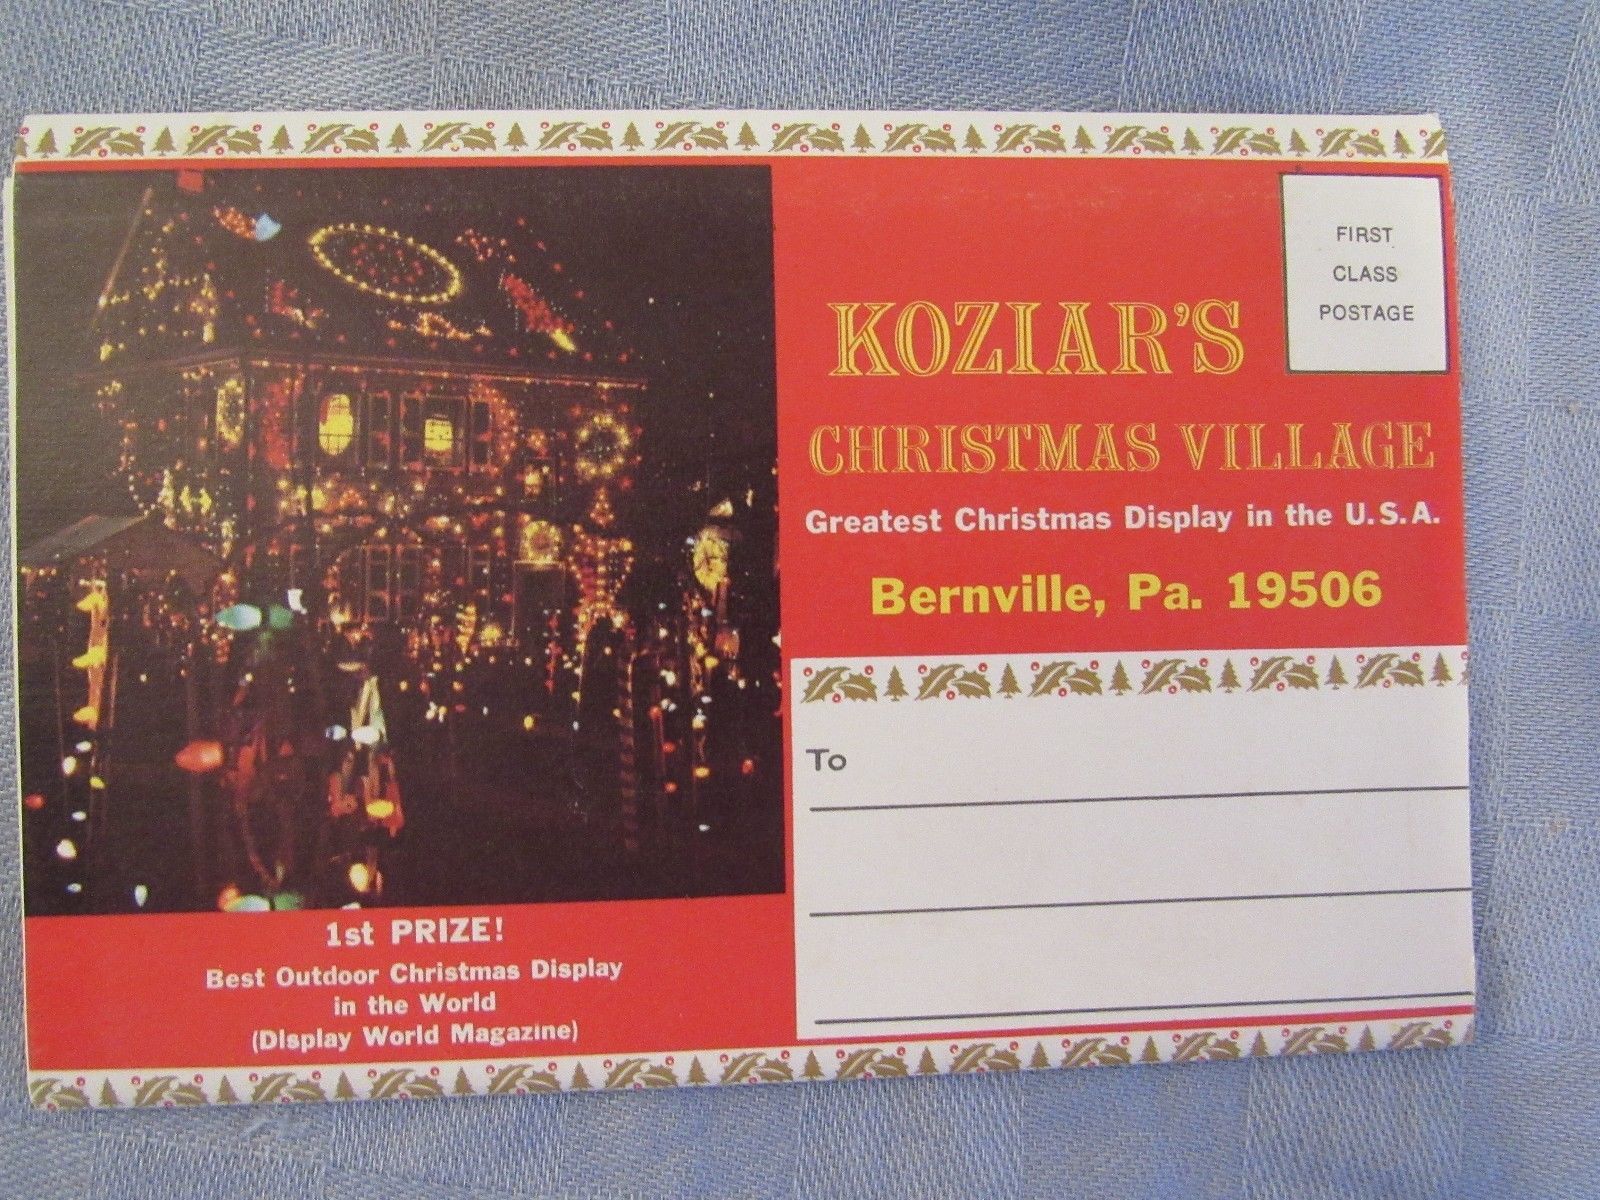 FIRST
CLASS
POSTAGE
KOZIAR'S
CHRISTMAS VILLAGE
Greatest Christmas Display in the U.S.A.
Bernville, Pa. 19506
To
1st PRIZE!
Best Outdoor Christmas Display
in the World
(Display World Magazine)